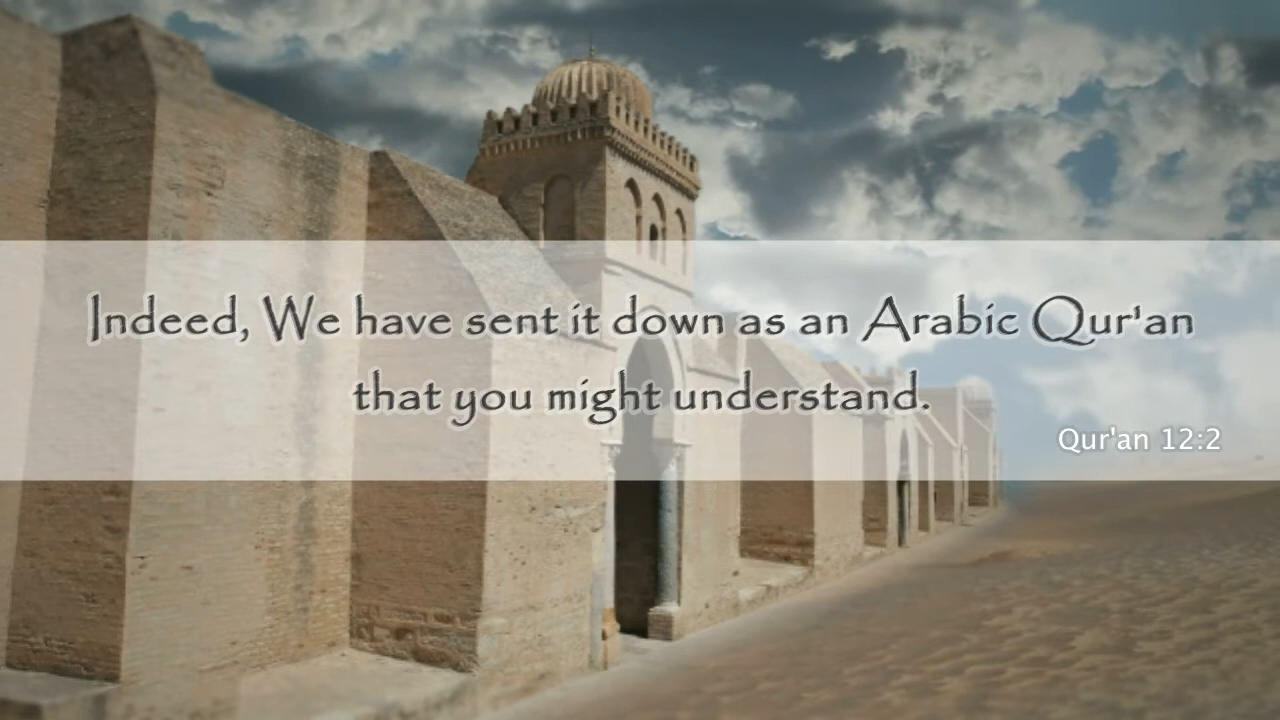 Indeed, We have sent it down as an Arabic Qur'an
that you might understand.
Qur'an 12:2